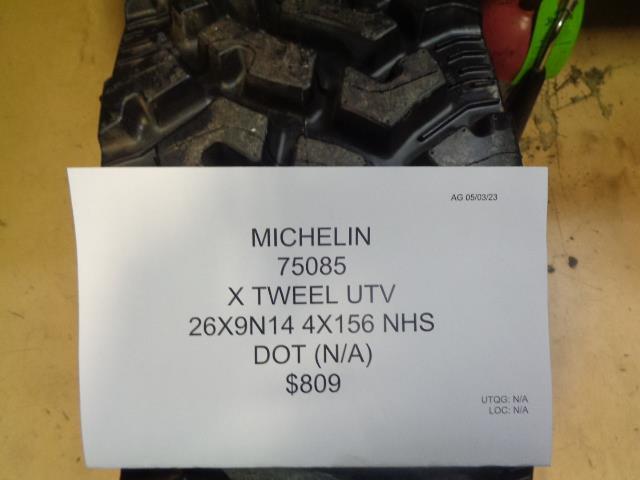 AG 05/03/23
MICHELIN
75085
X TWEEL UTV
26X9N14 4X156 NHS
DOT (N/A)
$809
UTQG: N/A
LOC: N/A